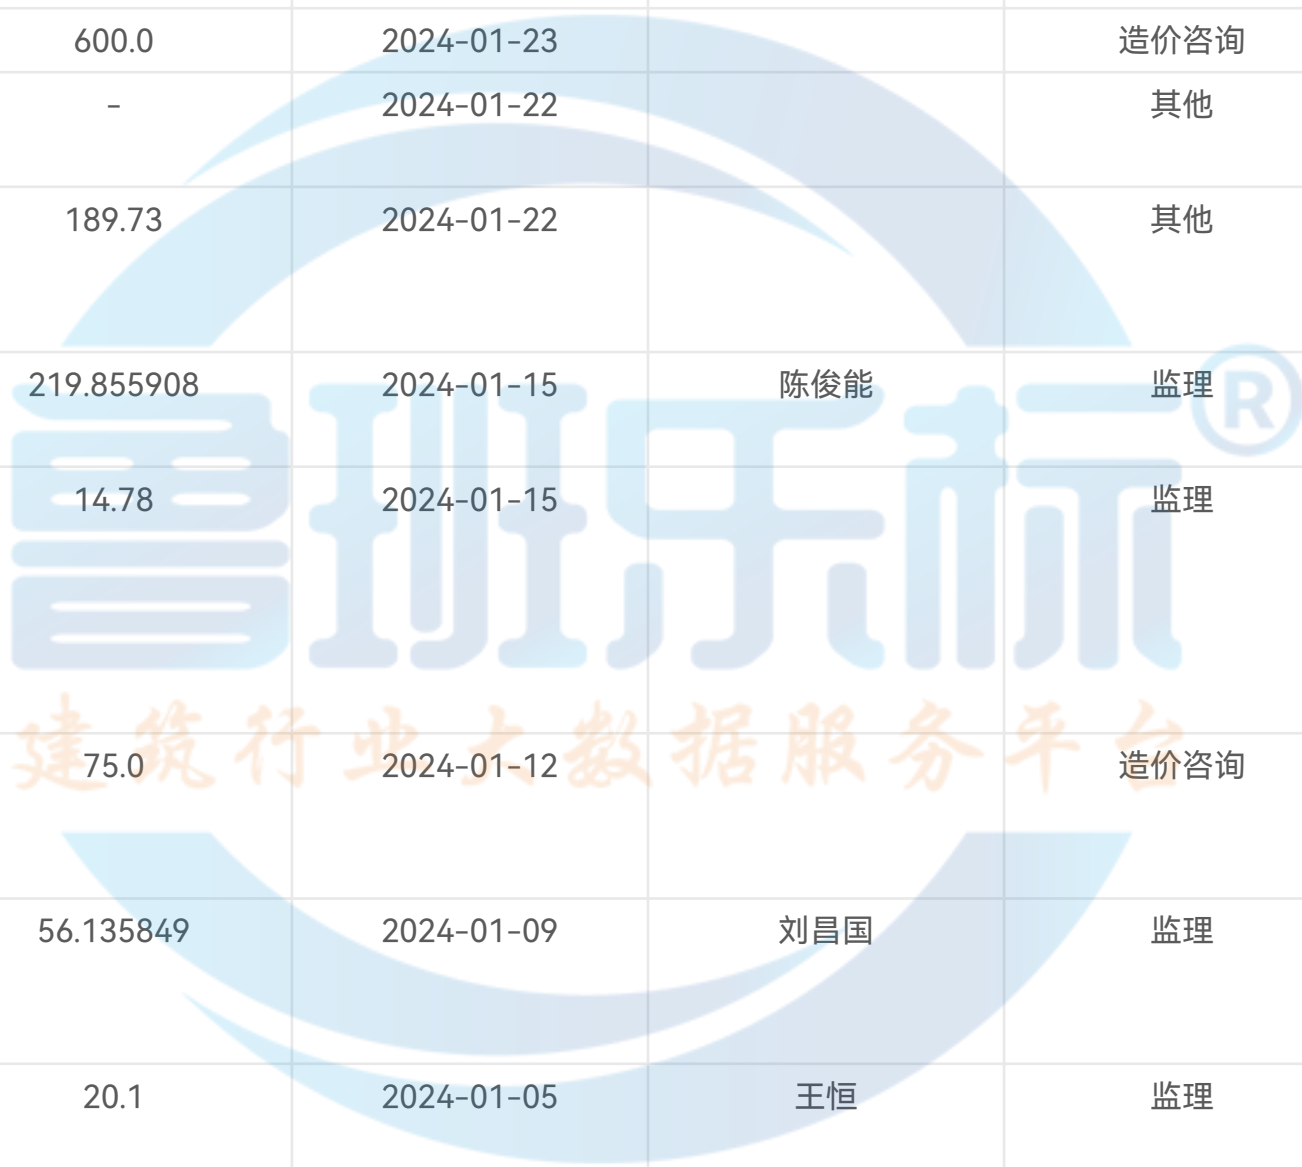 600.0 2024-01-23 造价咨询
- 2024-01-22 其他
189.73 2024-01-22 其他
219.855908 2024-01-15 陈俊能 监理
14.78 2024-01-15 监理
鲁班乐标®
建筑行业大数据服务平台
75.0 2024-01-12 造价咨询
56.135849 2024-01-09 刘昌国 监理
20.1 2024-01-05 王恒 监理